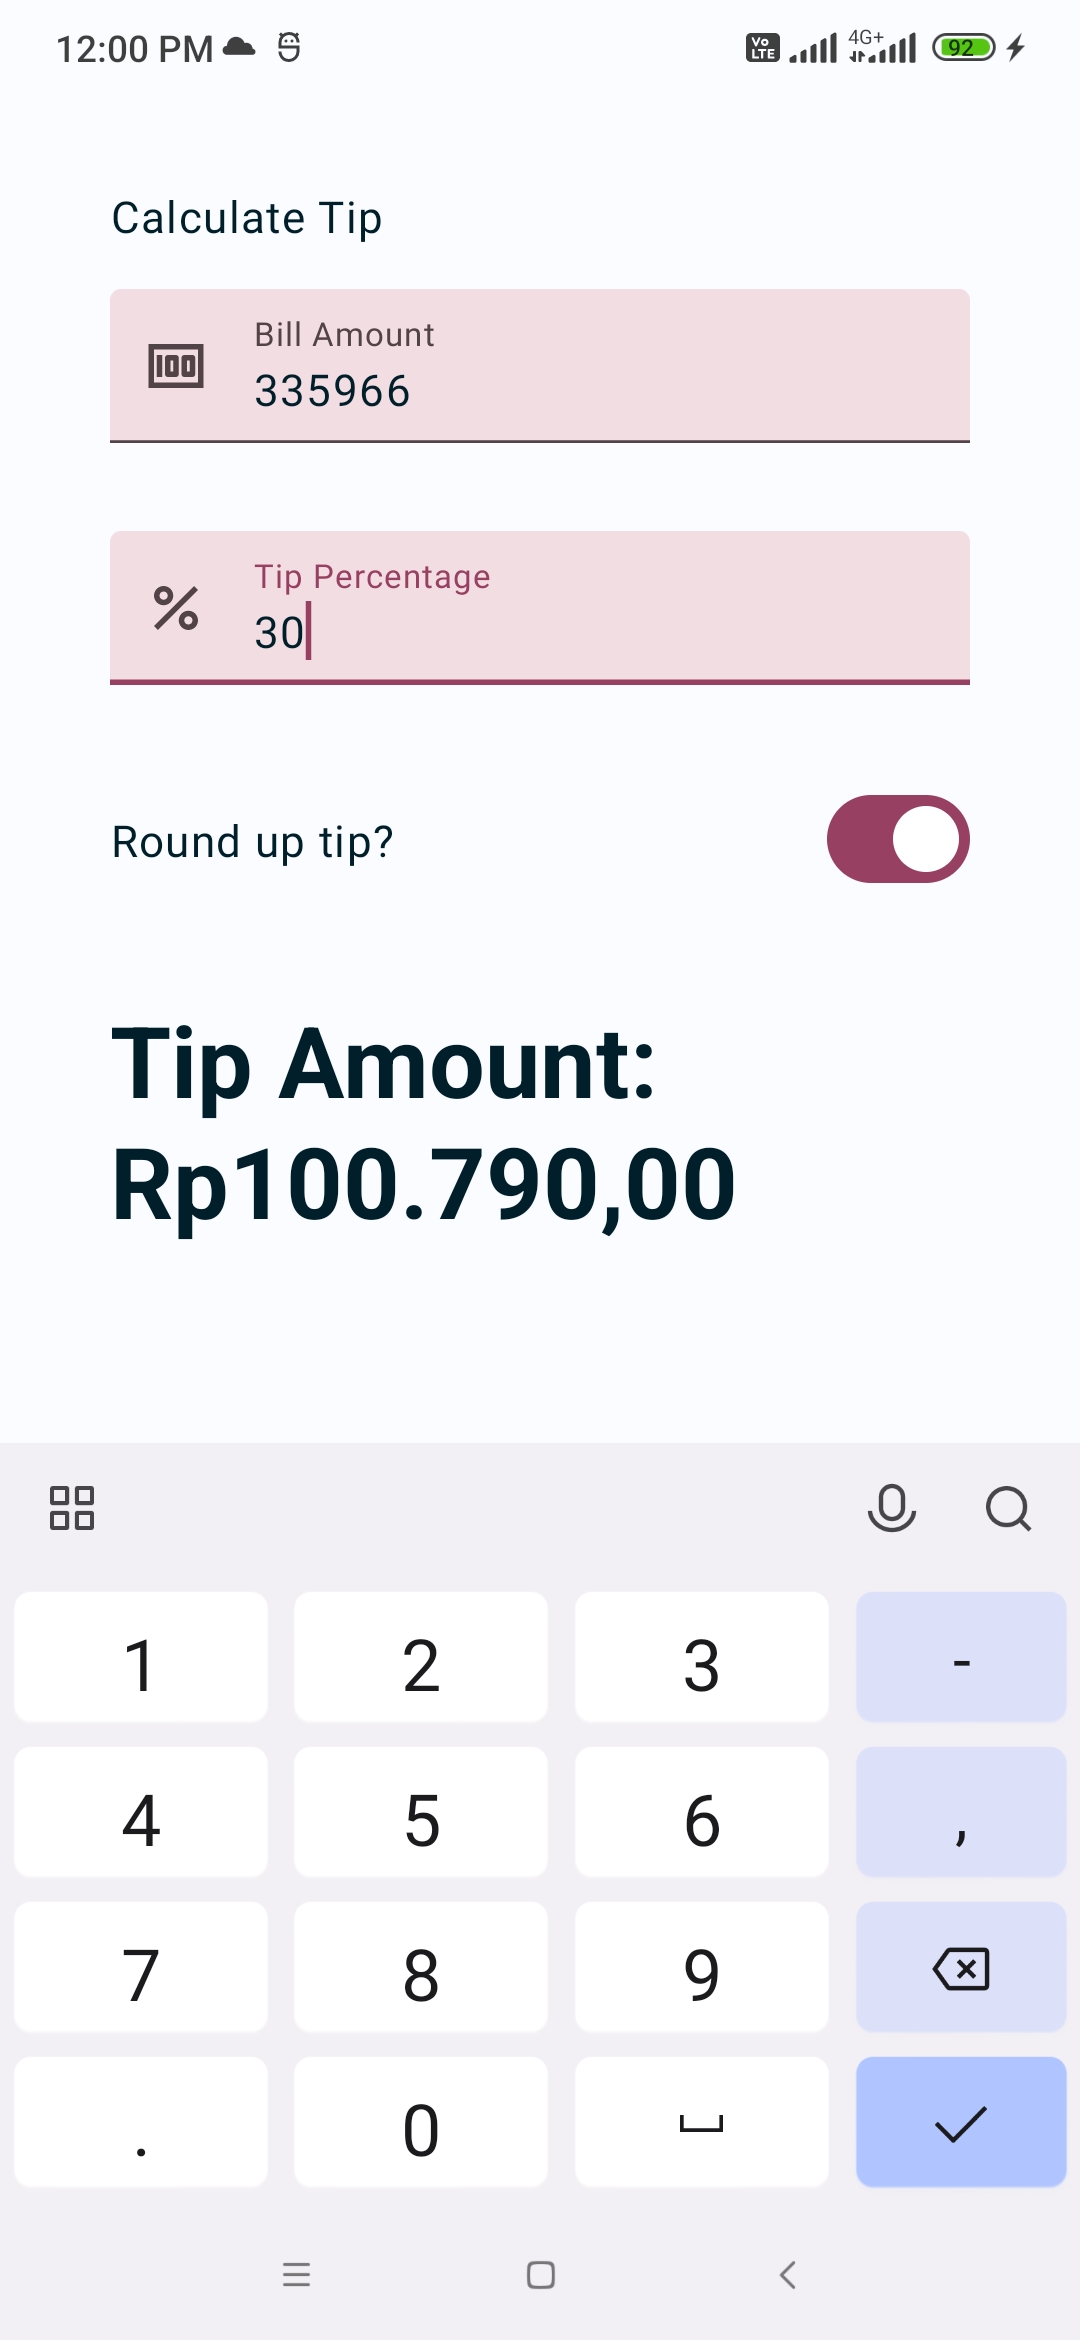 12:00 PM
Vo LTE 4G+ 92
Calculate Tip
100
Bill Amount
335966
%
Tip Percentage
30
Round up tip?
Tip Amount:
Rp100.790,00
1 2 3 -
4 5 6 ,
7 8 9
. 0